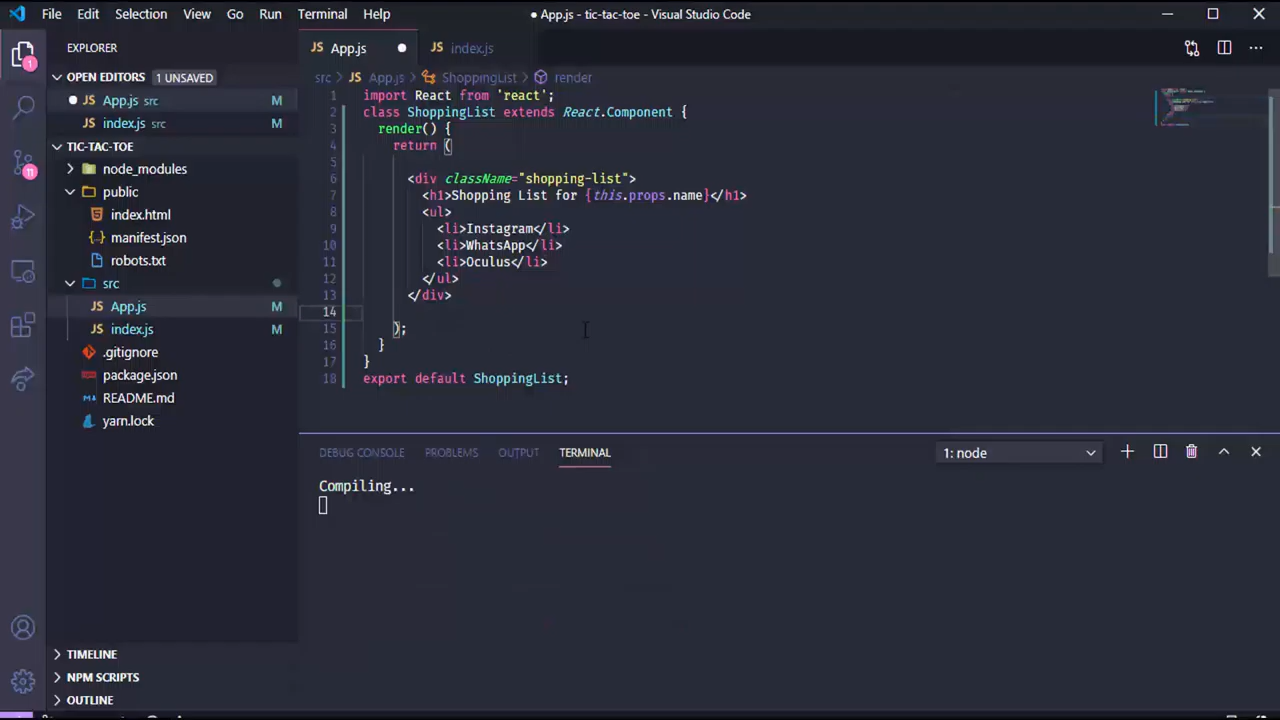 File Edit Selection View Go Run Terminal Help
● App.js - tic-tac-toe - Visual Studio Code
EXPLORER
OPEN EDITORS 1 UNSAVED
App.js src M
index.js src M
TIC-TAC-TOE
node_modules
public
index.html
manifest.json
robots.txt
src
JS App.js M
JS index.js M
.gitignore
package.json
README.md
yarn.lock
TIMELINE
NPM SCRIPTS
OUTLINE
1
11
JS App.js ● JS index.js
src > JS App.js > ShoppingList > render
1 import React from 'react';
2 class ShoppingList extends React.Component {
3 render() {
4 return (
5
6 <div className="shopping-list">
7 <h1>Shopping List for {this.props.name}</h1>
8 <ul>
9 <li>Instagram</li>
10 <li>WhatsApp</li>
11 <li>Oculus</li>
12 </ul>
13 </div>
14
15 );
16 }
17 }
18 export default ShoppingList;
DEBUG CONSOLE PROBLEMS OUTPUT TERMINAL 1: node
Compiling...